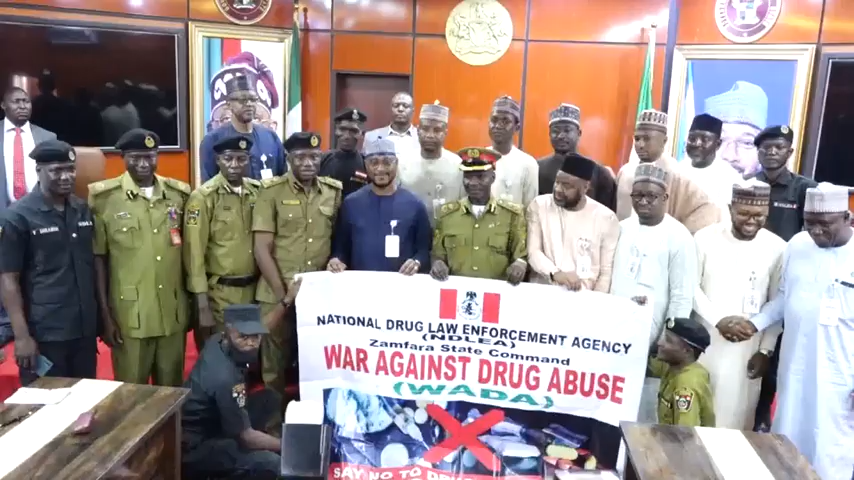 NATIONAL DRUG LAW ENFORCEMENT AGENCY
(NDLEA)
Zamfara State Command
WAR AGAINST DRUG ABUSE
(WADA)
SAY NO TO